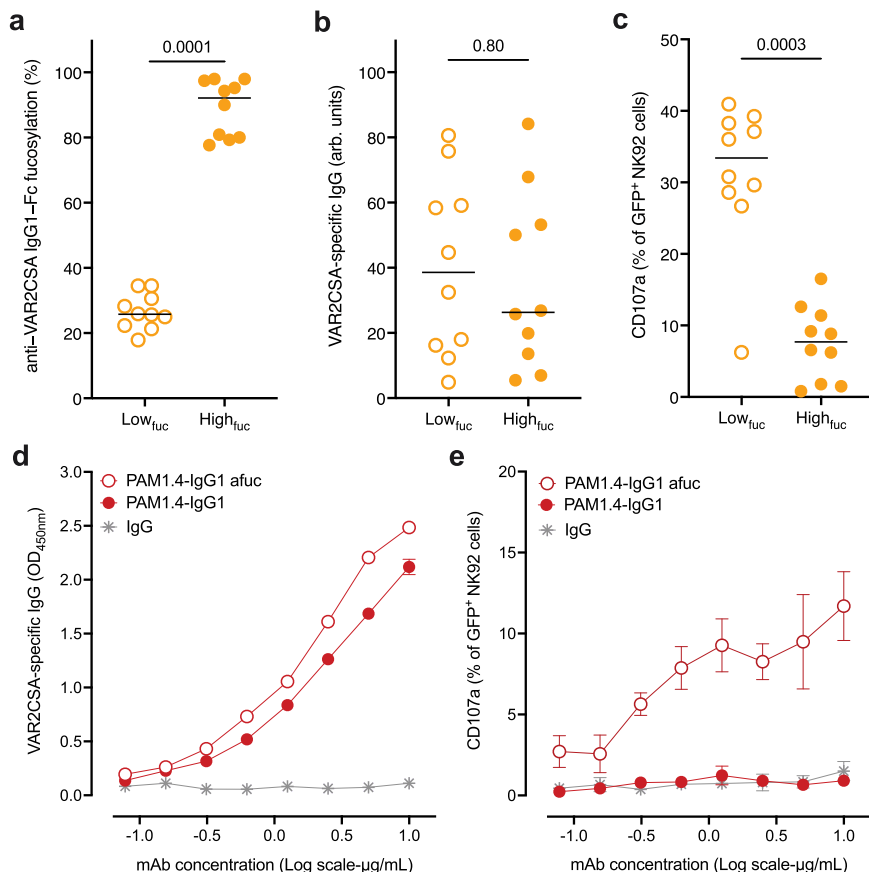 a
0.0001
anti–VAR2CSA IgG1–Fc fucosylation (%)
100
80
60
40
20
0
Lowfuc
Highfuc
b
0.80
VAR2CSA-specific IgG (arb. units)
100
80
60
40
20
0
Lowfuc
Highfuc
c
0.0003
CD107a (% of GFP+ NK92 cells)
50
40
30
20
10
0
Lowfuc
Highfuc
d
PAM1.4-IgG1 afuc
PAM1.4-IgG1
IgG
VAR2CSA-specific IgG (OD450nm)
3.0
2.5
2.0
1.5
1.0
0.5
0.0
-1.0
-0.5
0.0
0.5
1.0
mAb concentration (Log scale-µg/mL)
e
PAM1.4-IgG1 afuc
PAM1.4-IgG1
IgG
CD107a (% of GFP+ NK92 cells)
20
15
10
5
0
-1.0
-0.5
0.0
0.5
1.0
mAb concentration (Log scale-µg/mL)